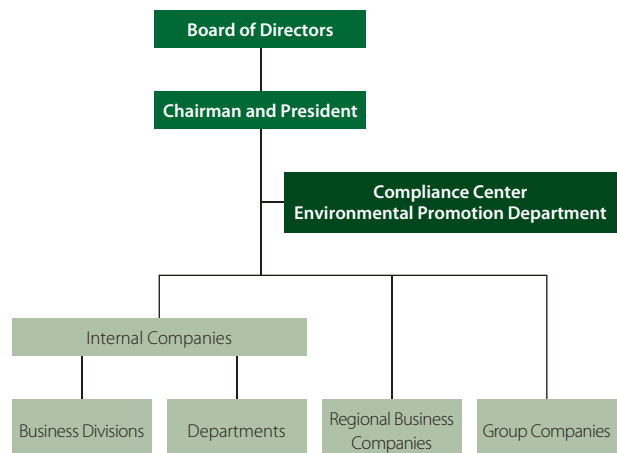 Board of Directors
Chairman and President
Compliance Center
Environmental Promotion Department
Internal Companies
Business Divisions
Departments
Regional Business
Companies
Group Companies